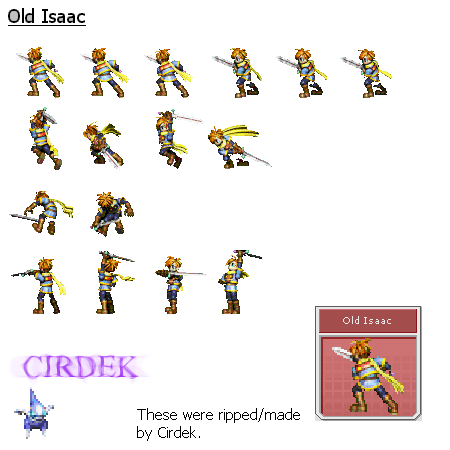 Old Isaac
Old Isaac
CIRDEK
These were ripped/made
by Cirdek.